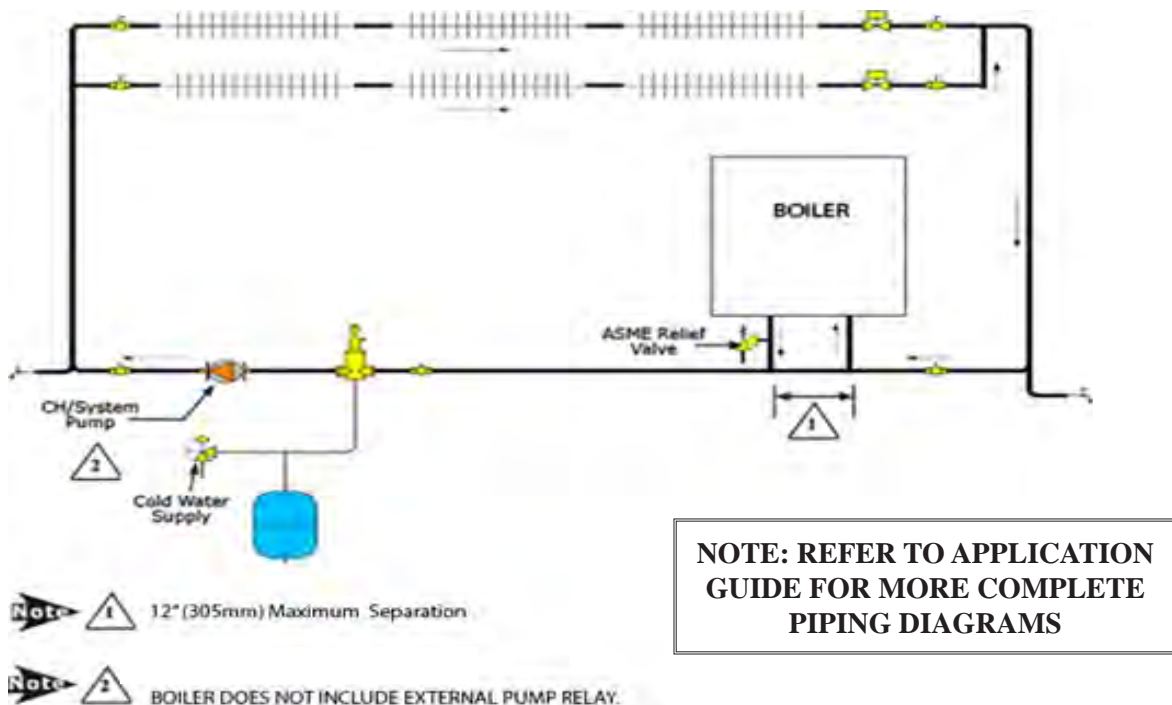 BOILER
ASME Relief
Valve
1
CH/System
Pump
2
Cold Water
Supply
NOTE: REFER TO APPLICATION
GUIDE FOR MORE COMPLETE
PIPING DIAGRAMS
Note 1 12"(305mm) Maximum Separation
Note 2 BOILER DOES NOT INCLUDE EXTERNAL PUMP RELAY.